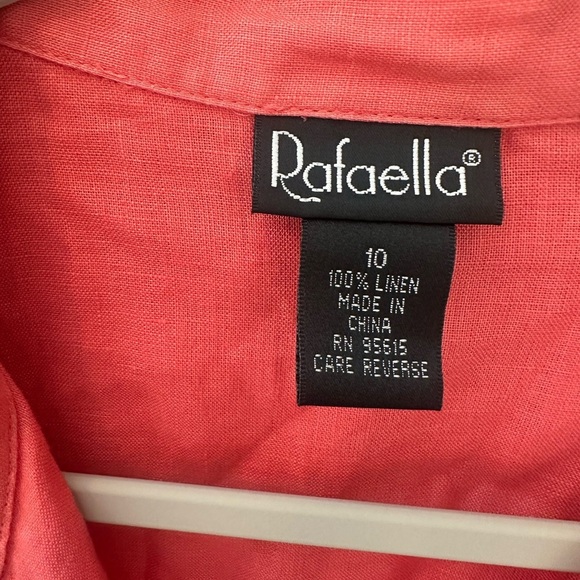 Rafaella®
10
100% LINEN
MADE IN
CHINA
RN 95615
CARE REVERSE